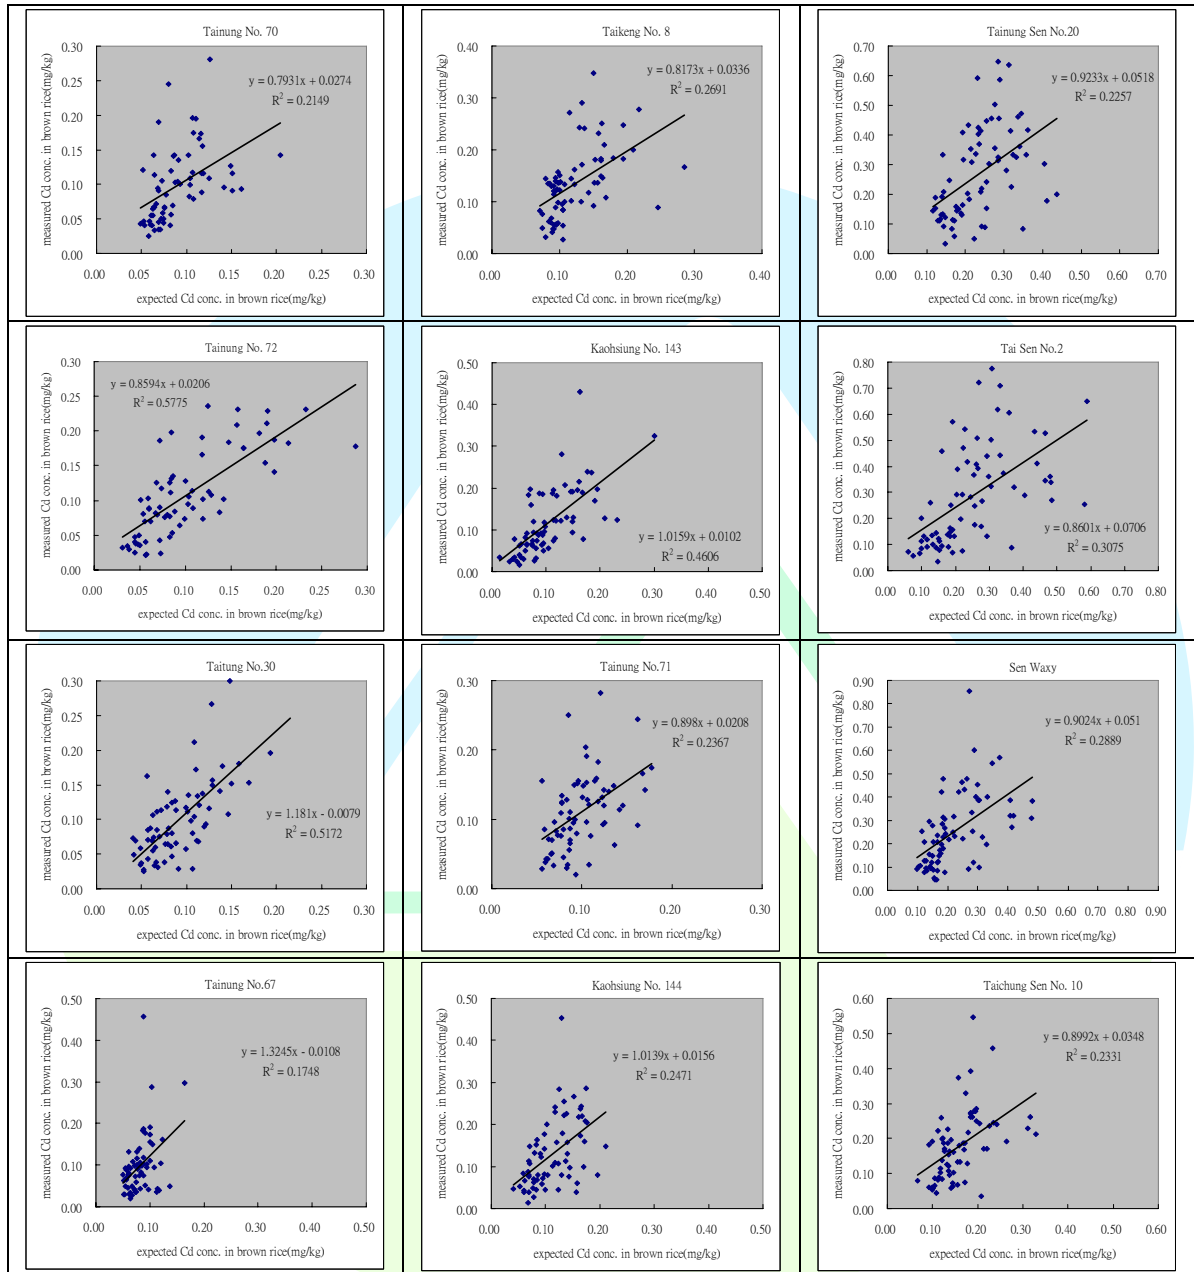 Tainung No. 70
measured Cd conc. in brown rice(mg/kg)
0.30
0.25
0.20
0.15
0.10
0.05
0.00
y = 0.7931x + 0.0274
R² = 0.2149
0.00 0.05 0.10 0.15 0.20 0.25 0.30
expected Cd conc. in brown rice(mg/kg)
Taikeng No. 8
measured Cd conc. in brown rice(mg/kg)
0.40
0.30
0.20
0.10
0.00
y = 0.8173x + 0.0336
R² = 0.2691
0.00 0.10 0.20 0.30 0.40
expected Cd conc. in brown rice(mg/kg)
Tainung Sen No.20
measured Cd conc. in brown rice(mg/kg)
0.70
0.60
0.50
0.40
0.30
0.20
0.10
0.00
y = 0.9233x + 0.0518
R² = 0.2257
0.00 0.10 0.20 0.30 0.40 0.50 0.60 0.70
expected Cd conc. in brown rice(mg/kg)
Tainung No. 72
measured Cd conc. in brown rice(mg/kg)
0.30
0.25
0.20
0.15
0.10
0.05
0.00
y = 0.8594x + 0.0206
R² = 0.5775
0.00 0.05 0.10 0.15 0.20 0.25 0.30
expected Cd conc. in brown rice(mg/kg)
Kaohsiung No. 143
measured Cd conc. in brown rice(mg/kg)
0.50
0.40
0.30
0.20
0.10
0.00
y = 1.0159x + 0.0102
R² = 0.4606
0.00 0.10 0.20 0.30 0.40 0.50
expected Cd conc. in brown rice(mg/kg)
Tai Sen No.2
measured Cd conc. in brown rice(mg/kg)
0.80
0.70
0.60
0.50
0.40
0.30
0.20
0.10
0.00
y = 0.8601x + 0.0706
R² = 0.3075
0.00 0.10 0.20 0.30 0.40 0.50 0.60 0.70 0.80
expected Cd conc. in brown rice(mg/kg)
Taitung No.30
measured Cd conc. in brown rice(mg/kg)
0.30
0.25
0.20
0.15
0.10
0.05
0.00
y = 1.181x - 0.0079
R² = 0.5172
0.00 0.05 0.10 0.15 0.20 0.25 0.30
expected Cd conc. in brown rice(mg/kg)
Tainung No.71
measured Cd conc. in brown rice(mg/kg)
0.30
0.20
0.10
0.00
y = 0.898x + 0.0208
R² = 0.2367
0.00 0.10 0.20 0.30
expected Cd conc. in brown rice(mg/kg)
Sen Waxy
measured Cd conc. in brown rice(mg/kg)
0.90
0.80
0.70
0.60
0.50
0.40
0.30
0.20
0.10
0.00
y = 0.9024x + 0.051
R² = 0.2889
0.00 0.10 0.20 0.30 0.40 0.50 0.60 0.70 0.80 0.90
expected Cd conc. in brown rice(mg/kg)
Tainung No.67
measured Cd conc. in brown rice(mg/kg)
0.50
0.40
0.30
0.20
0.10
0.00
y = 1.3245x - 0.0108
R² = 0.1748
0.00 0.10 0.20 0.30 0.40 0.50
expected Cd conc. in brown rice(mg/kg)
Kaohsiung No. 144
measured Cd conc. in brown rice(mg/kg)
0.50
0.40
0.30
0.20
0.10
0.00
y = 1.0139x + 0.0156
R² = 0.2471
0.00 0.10 0.20 0.30 0.40 0.50
expected Cd conc. in brown rice(mg/kg)
Taichung Sen No. 10
measured Cd conc. in brown rice(mg/kg)
0.60
0.50
0.40
0.30
0.20
0.10
0.00
y = 0.8992x + 0.0348
R² = 0.2331
0.00 0.10 0.20 0.30 0.40 0.50 0.60
expected Cd conc. in brown rice(mg/kg)